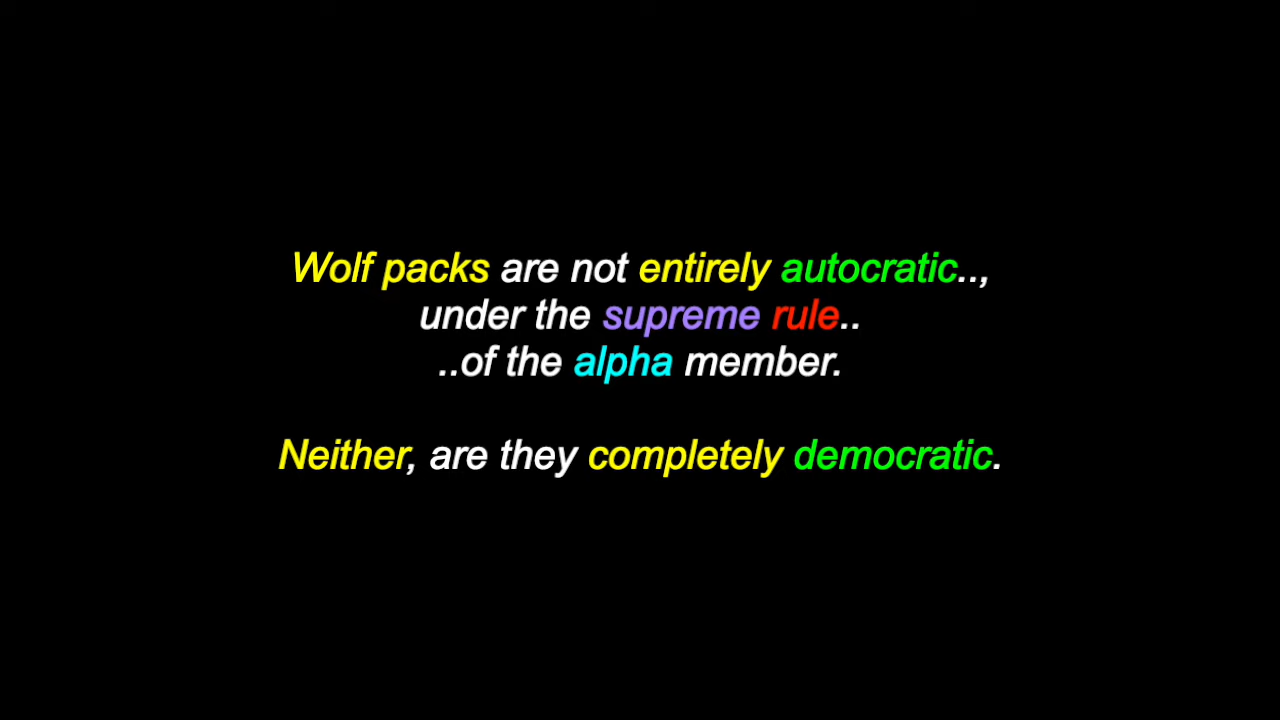 Wolf packs are not entirely autocratic..,
under the supreme rule..
..of the alpha member.
Neither, are they completely democratic.